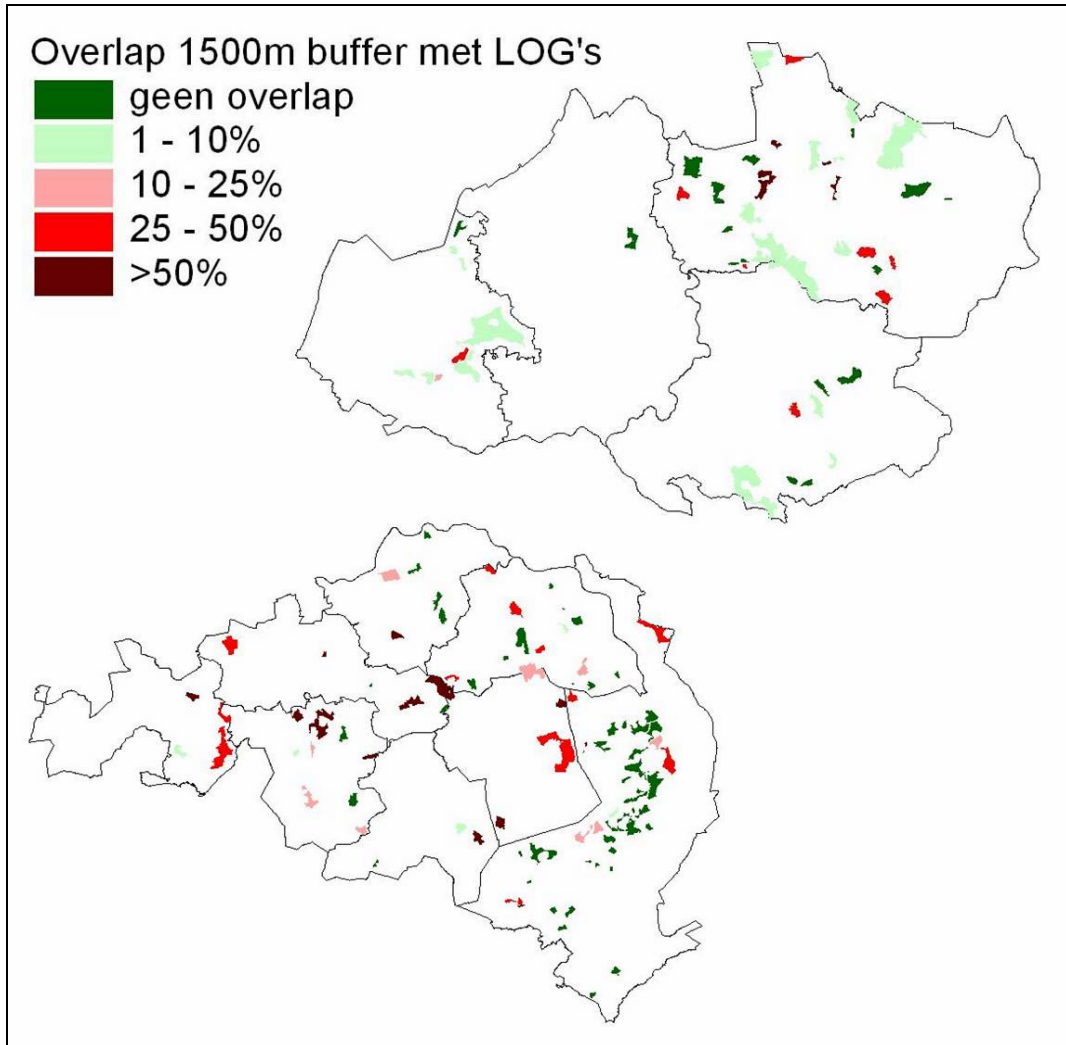 Overlap 1500m buffer met LOG's
geen overlap
1 - 10%
10 - 25%
25 - 50%
>50%